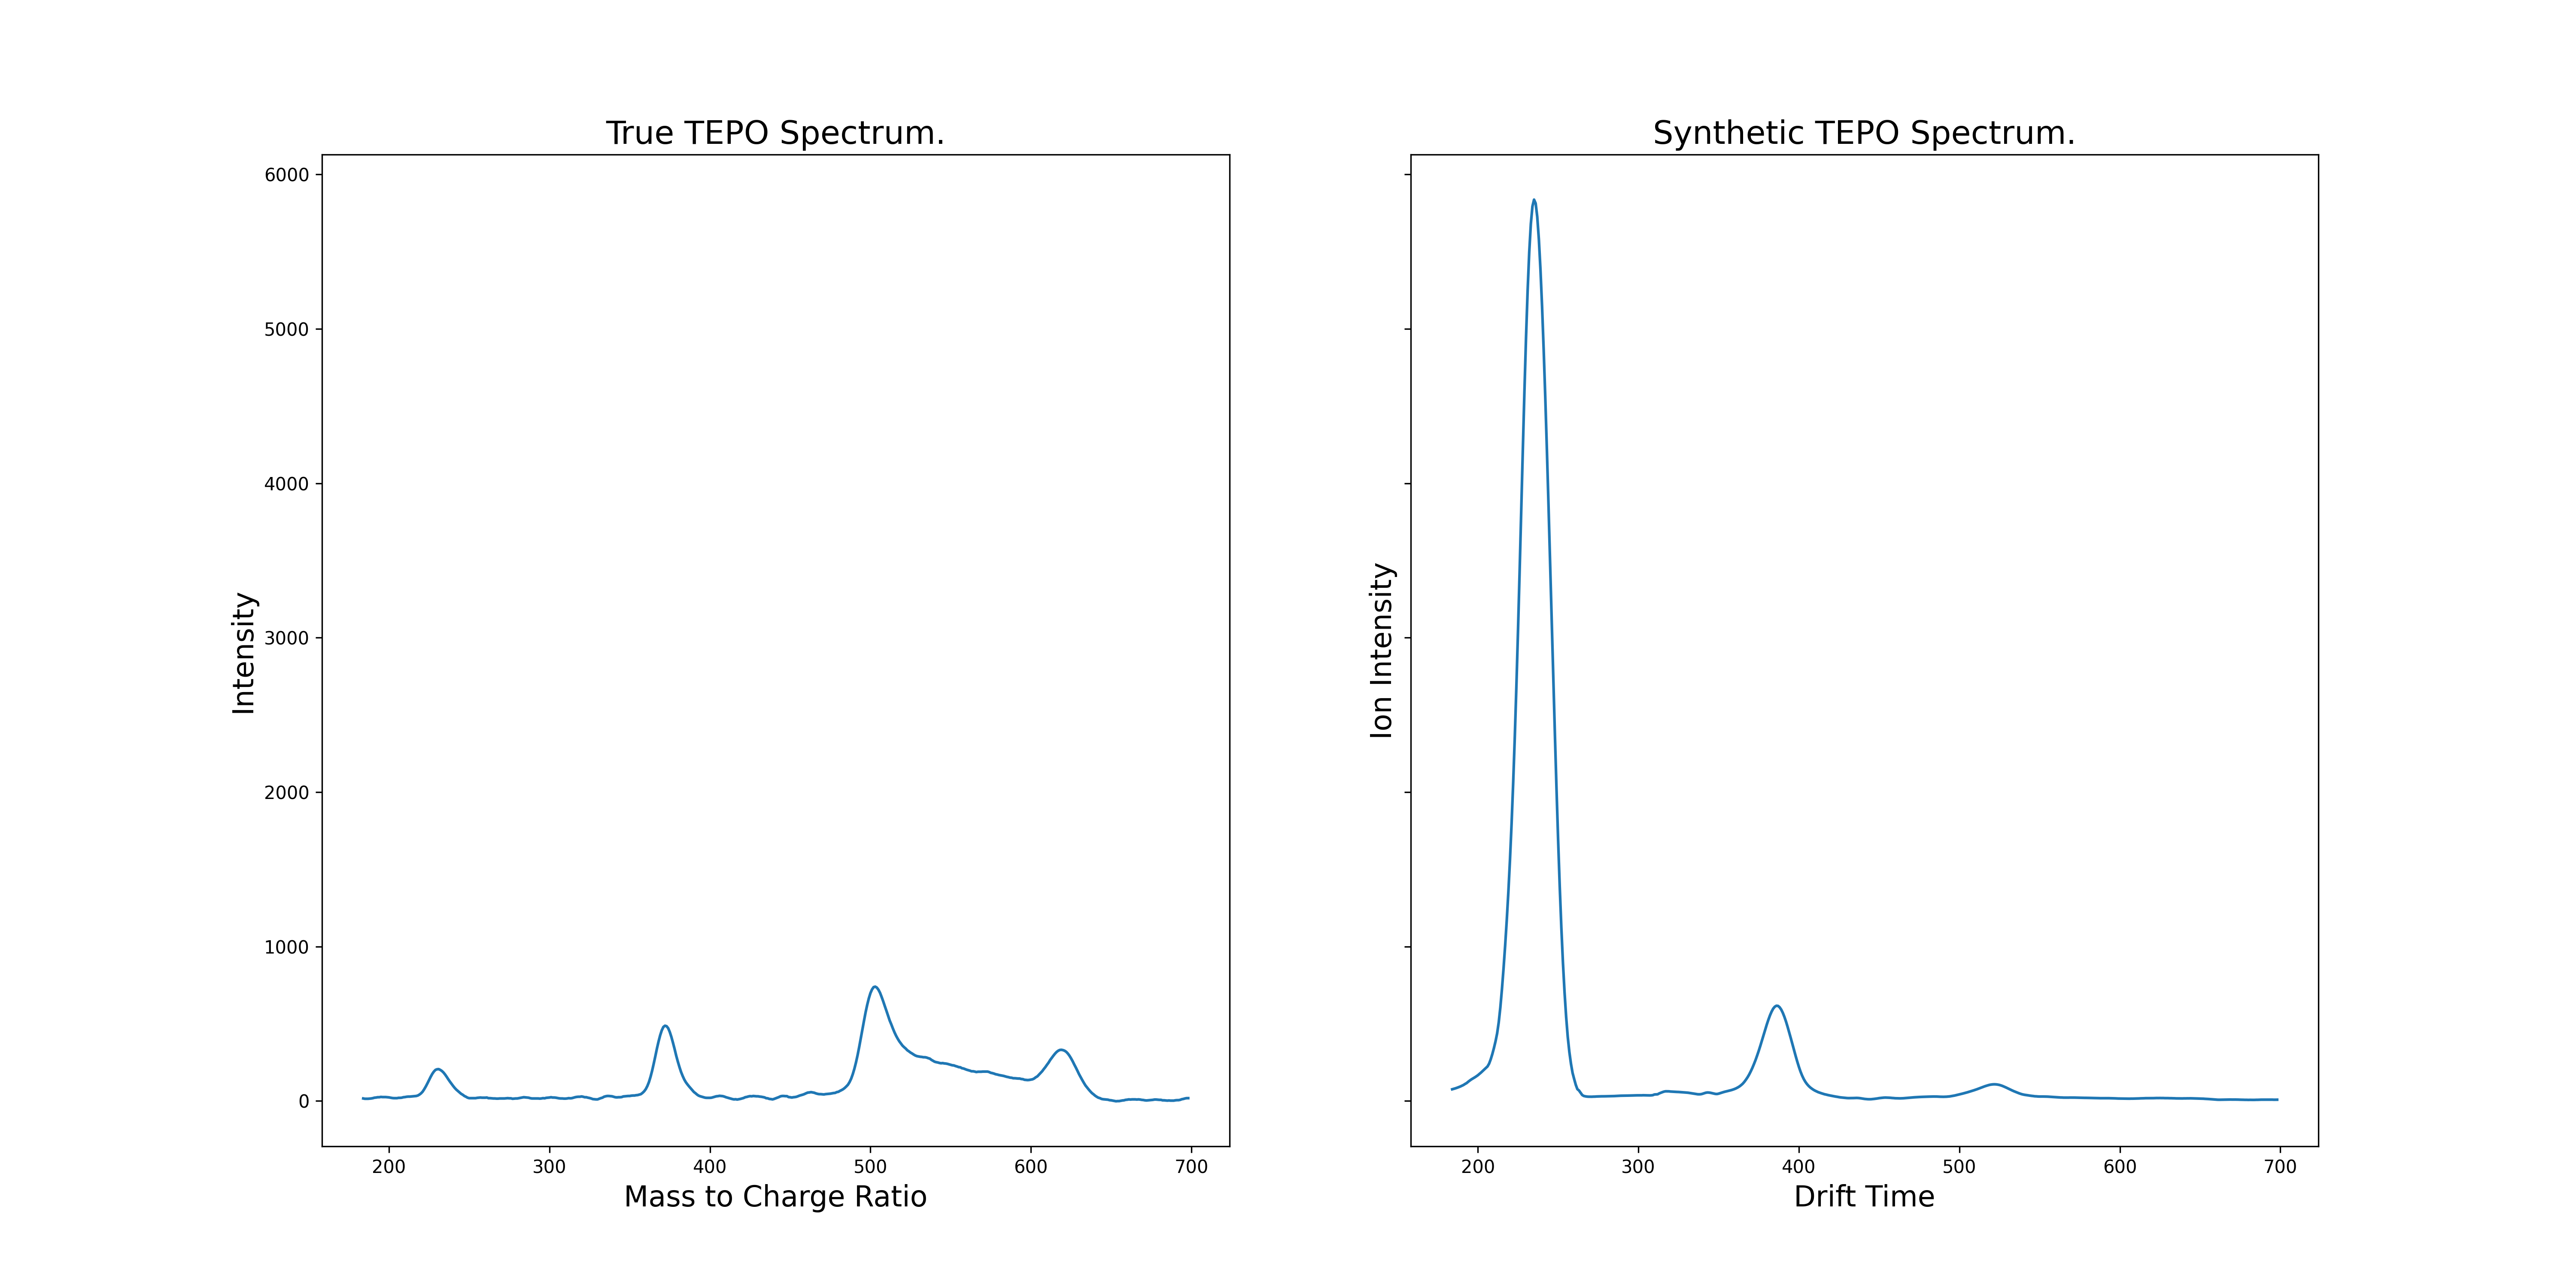 True TEPO Spectrum.
6000
5000
4000
3000
2000
1000
0
Intensity
200 300 400 500 600 700
Mass to Charge Ratio
Synthetic TEPO Spectrum.
Ion Intensity
200 300 400 500 600 700
Drift Time